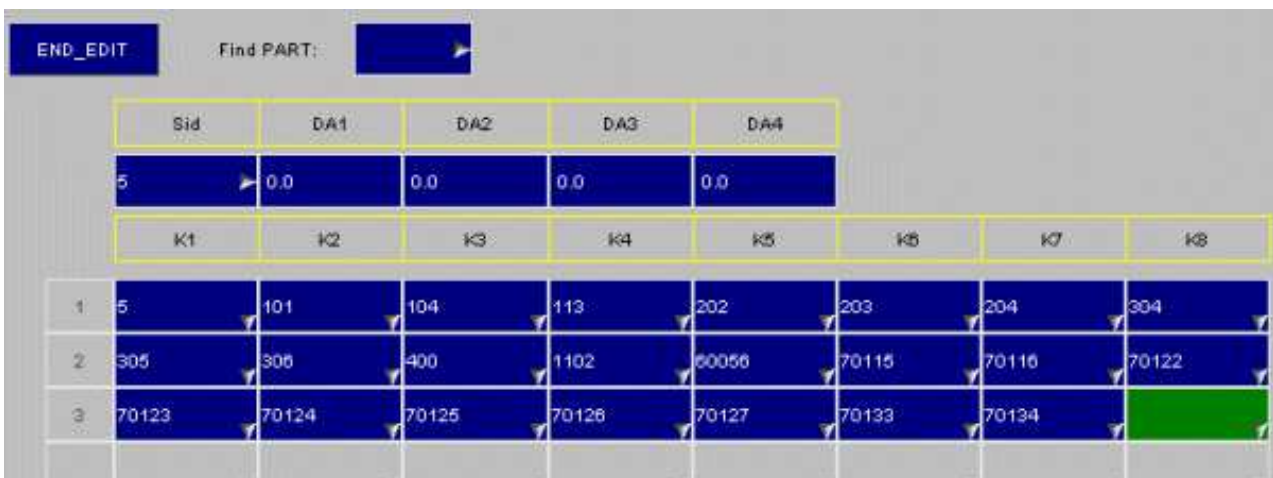 END_EDIT Find PART:
Sid DA1 DA2 DA3 DA4
5 0.0 0.0 0.0 0.0
K1 K2 K3 K4 K5 K6 K7 K8
1 5 101 104 113 202 203 204 304
2 305 306 400 1102 60056 70115 70116 70122
3 70123 70124 70125 70126 70127 70133 70134